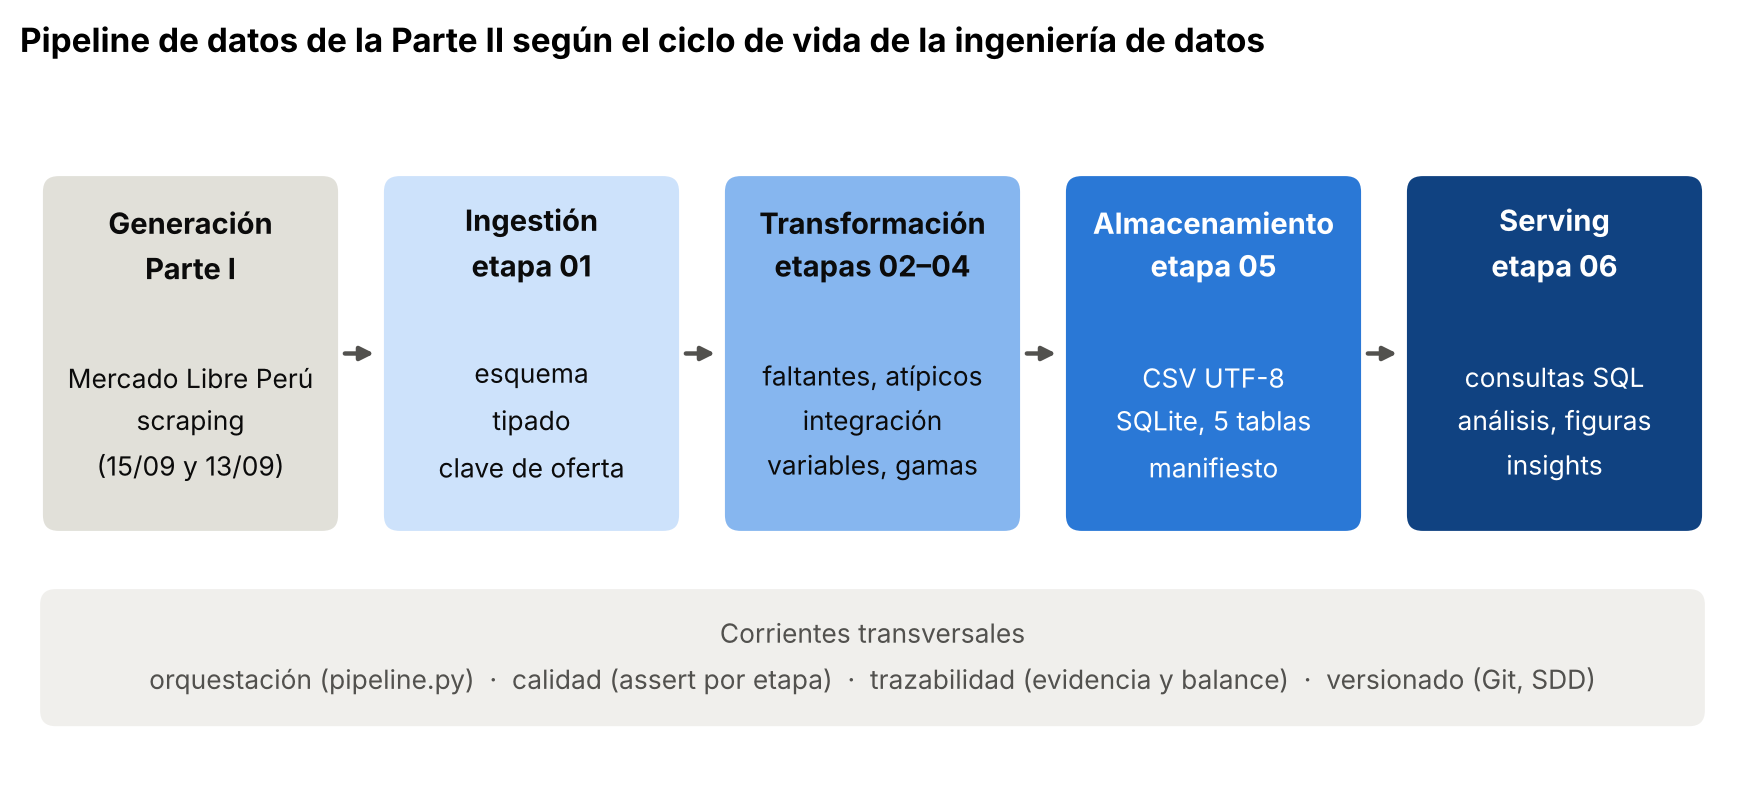 Pipeline de datos de la Parte II según el ciclo de vida de la ingeniería de datos
Generación
Parte I
Mercado Libre Perú
scraping
(15/09 y 13/09)
Ingestión
etapa 01
esquema
tipado
clave de oferta
Transformación
etapas 02–04
faltantes, atípicos
integración
variables, gamas
Almacenamiento
etapa 05
CSV UTF-8
SQLite, 5 tablas
manifiesto
Serving
etapa 06
consultas SQL
análisis, figuras
insights
Corrientes transversales
orquestación (pipeline.py) · calidad (assert por etapa) · trazabilidad (evidencia y balance) · versionado (Git, SDD)